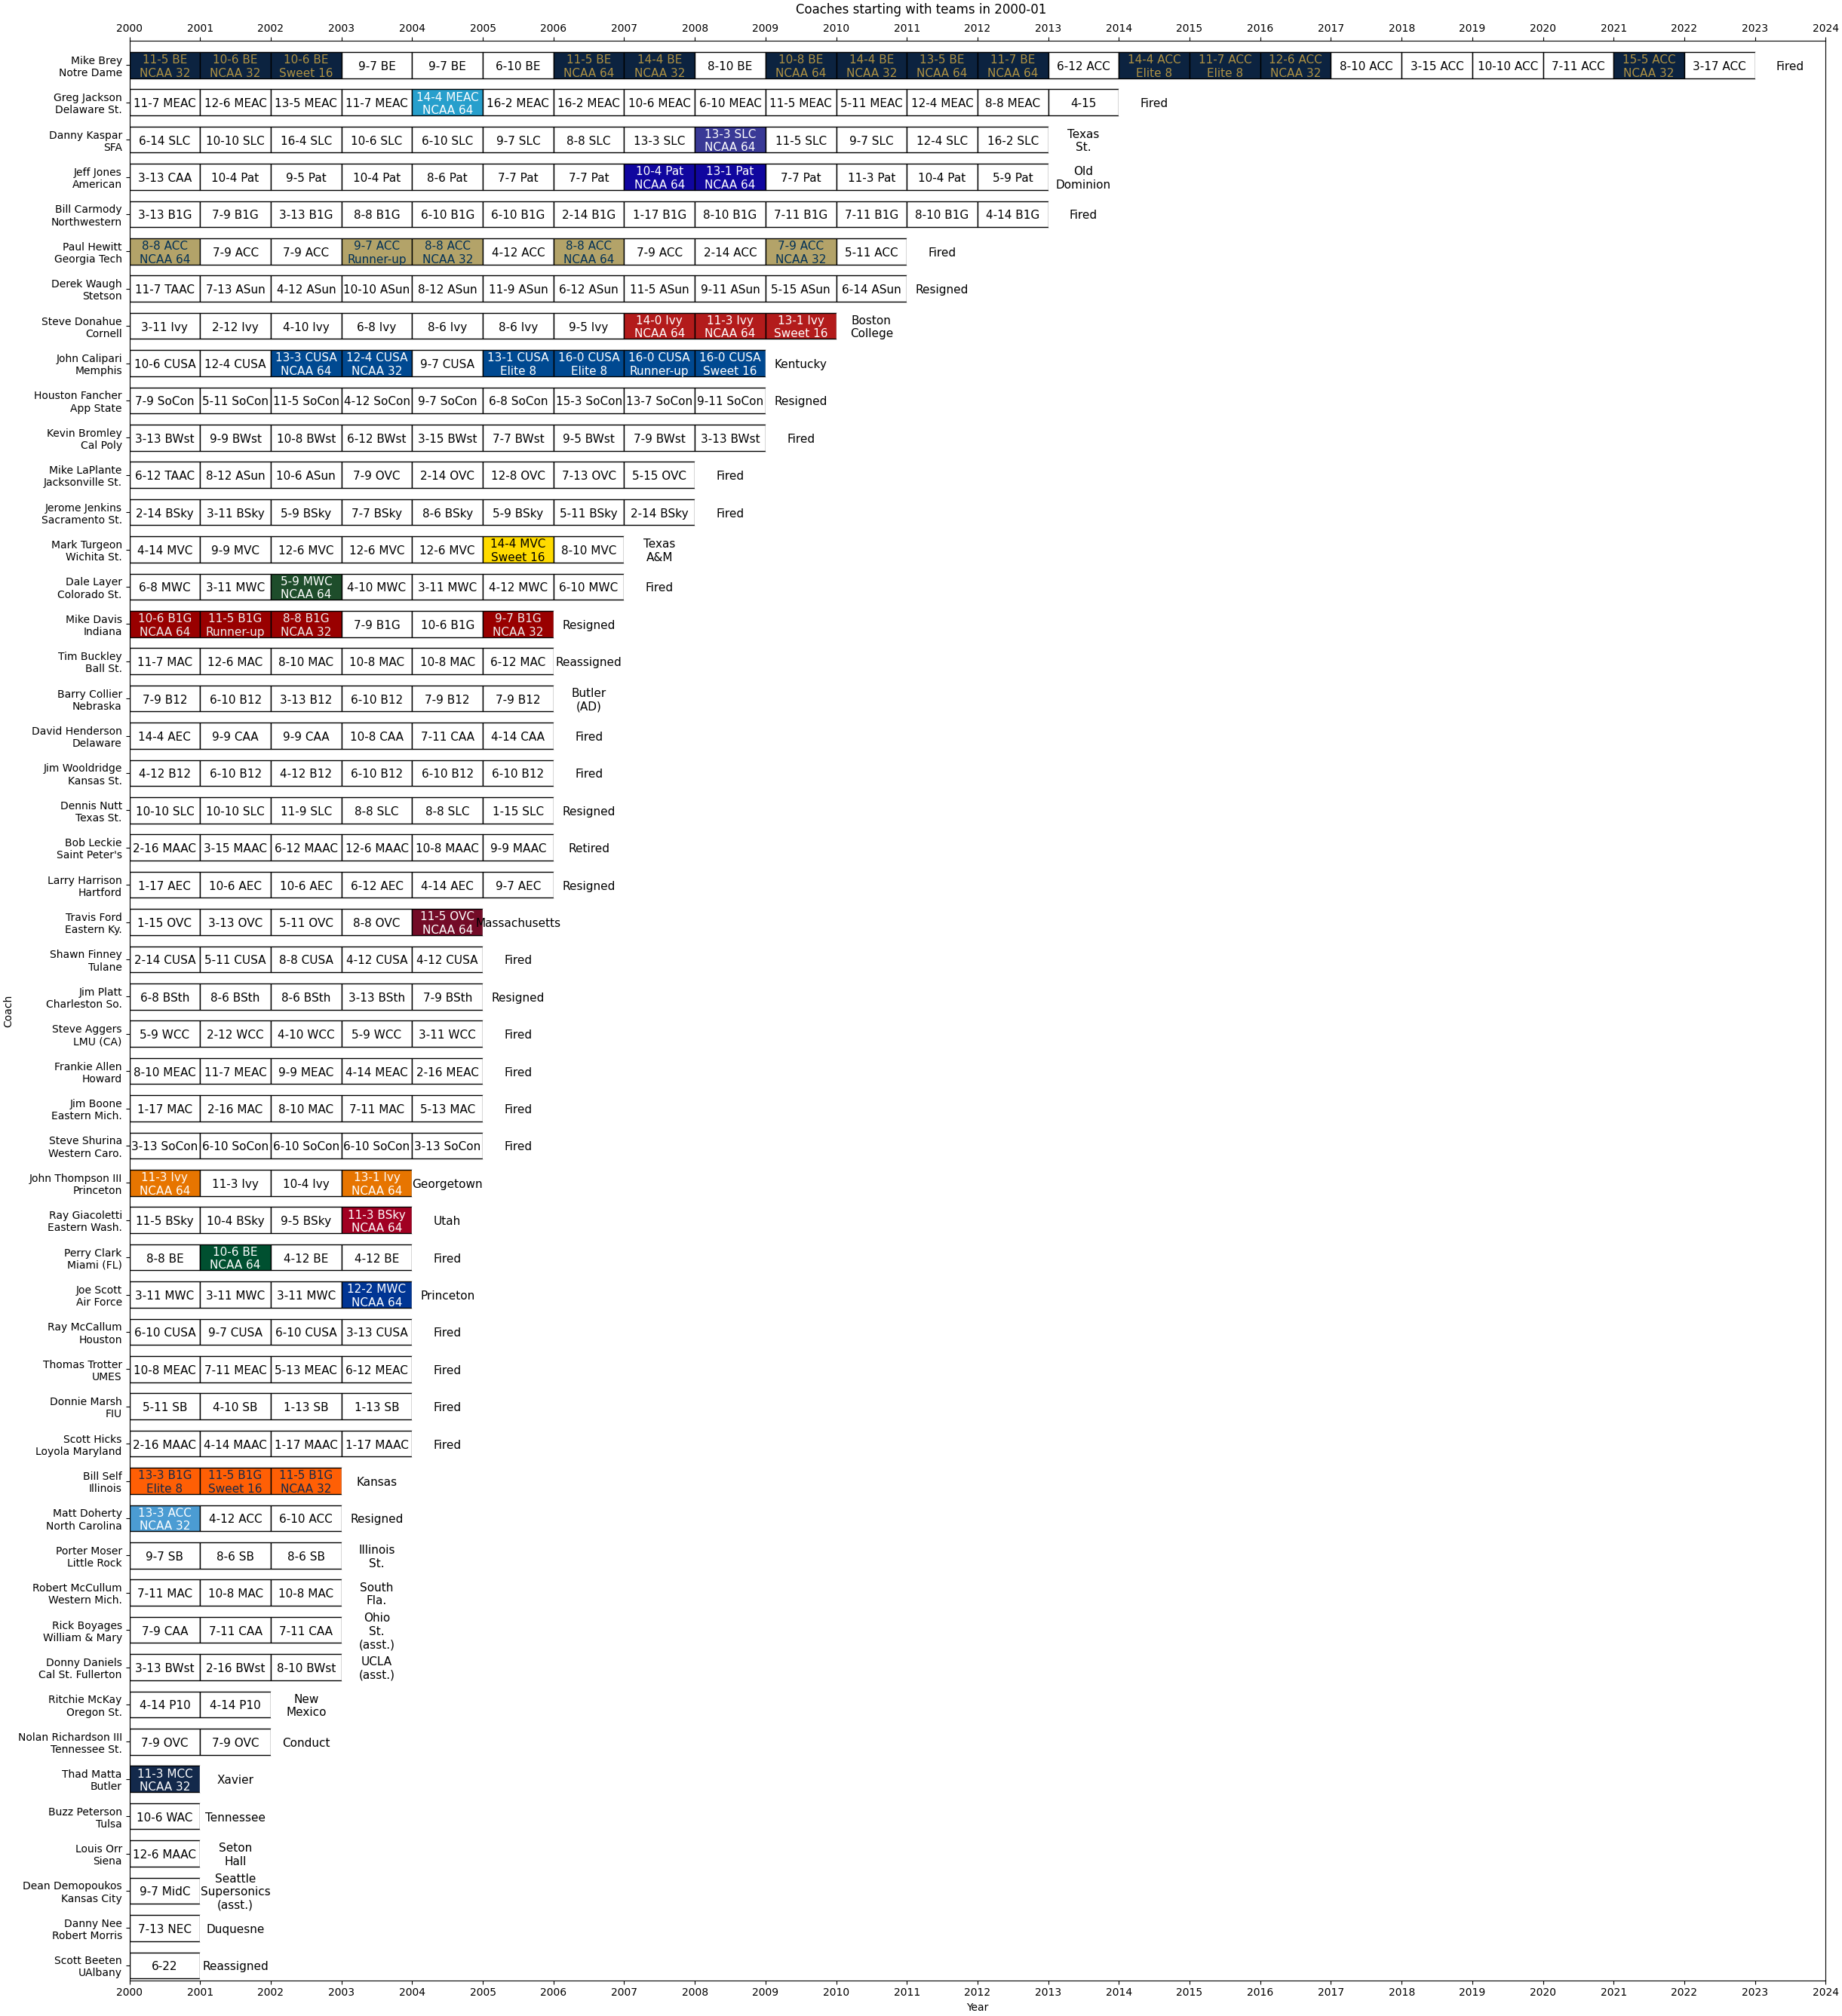 Coaches starting with teams in 2000-01
2000 2001 2002 2003 2004 2005 2006 2007 2008 2009 2010 2011 2012 2013 2014 2015 2016 2017 2018 2019 2020 2021 2022 2023 2024
Mike Brey
Notre Dame
11-5 BE 10-6 BE 10-6 BE 9-7 BE 9-7 BE 6-10 BE 11-5 BE 14-4 BE 8-10 BE 10-8 BE 14-4 BE 13-5 BE 11-7 BE 6-12 ACC 14-4 ACC 11-7 ACC 12-6 ACC 8-10 ACC 3-15 ACC 10-10 ACC 7-11 ACC 15-5 ACC 3-17 ACC Fired
NCAA 32 NCAA 32 Sweet 16 NCAA 64 NCAA 32 NCAA 64 NCAA 32 NCAA 64 NCAA 64 Elite 8 Elite 8 NCAA 32 NCAA 32
Greg Jackson
Delaware St.
11-7 MEAC 12-6 MEAC 13-5 MEAC 11-7 MEAC 14-4 MEAC 16-2 MEAC 16-2 MEAC 10-6 MEAC 6-10 MEAC 11-5 MEAC 5-11 MEAC 12-4 MEAC 8-8 MEAC 4-15 Fired
NCAA 64
Danny Kaspar
SFA
6-14 SLC 10-10 SLC 16-4 SLC 10-6 SLC 6-10 SLC 9-7 SLC 8-8 SLC 13-3 SLC 13-3 SLC 11-5 SLC 9-7 SLC 12-4 SLC 16-2 SLC Texas
NCAA 64 St.
Jeff Jones
American
3-13 CAA 10-4 Pat 9-5 Pat 10-4 Pat 8-6 Pat 7-7 Pat 7-7 Pat 10-4 Pat 13-1 Pat 7-7 Pat 11-3 Pat 10-4 Pat 5-9 Pat Old
NCAA 64 NCAA 64 Dominion
Bill Carmody
Northwestern
3-13 B1G 7-9 B1G 3-13 B1G 8-8 B1G 6-10 B1G 6-10 B1G 2-14 B1G 1-17 B1G 8-10 B1G 7-11 B1G 7-11 B1G 8-10 B1G 4-14 B1G Fired
Paul Hewitt
Georgia Tech
8-8 ACC 7-9 ACC 7-9 ACC 9-7 ACC 8-8 ACC 4-12 ACC 8-8 ACC 7-9 ACC 2-14 ACC 7-9 ACC 5-11 ACC Fired
NCAA 64 Runner-up NCAA 32 NCAA 64 NCAA 32
Derek Waugh
Stetson
11-7 TAAC 7-13 ASun 4-12 ASun 10-10 ASun 8-12 ASun 11-9 ASun 6-12 ASun 11-5 ASun 9-11 ASun 5-15 ASun 6-14 ASun Resigned
Steve Donahue
Cornell
3-11 Ivy 2-12 Ivy 4-10 Ivy 6-8 Ivy 8-6 Ivy 8-6 Ivy 9-5 Ivy 14-0 Ivy 11-3 Ivy 13-1 Ivy Boston
NCAA 64 NCAA 64 Sweet 16 College
John Calipari
Memphis
10-6 CUSA 12-4 CUSA 13-3 CUSA 12-4 CUSA 9-7 CUSA 13-1 CUSA 16-0 CUSA 16-0 CUSA 16-0 CUSA Kentucky
NCAA 64 NCAA 32 Elite 8 Elite 8 Runner-up Sweet 16
Houston Fancher
App State
7-9 SoCon 5-11 SoCon 11-5 SoCon 4-12 SoCon 9-7 SoCon 6-8 SoCon 15-3 SoCon 13-7 SoCon 9-11 SoCon Resigned
Kevin Bromley
Cal Poly
3-13 BWst 9-9 BWst 10-8 BWst 6-12 BWst 3-15 BWst 7-7 BWst 9-5 BWst 7-9 BWst 3-13 BWst Fired
Mike LaPlante
Jacksonville St.
6-12 TAAC 8-12 ASun 10-6 ASun 7-9 OVC 2-14 OVC 12-8 OVC 7-13 OVC 5-15 OVC Fired
Jerome Jenkins
Sacramento St.
2-14 BSky 3-11 BSky 5-9 BSky 7-7 BSky 8-6 BSky 5-9 BSky 5-11 BSky 2-14 BSky Fired
Mark Turgeon
Wichita St.
4-14 MVC 9-9 MVC 12-6 MVC 12-6 MVC 12-6 MVC 14-4 MVC 8-10 MVC Texas
Sweet 16 A&M
Dale Layer
Colorado St.
6-8 MWC 3-11 MWC 5-9 MWC 4-10 MWC 3-11 MWC 4-12 MWC 6-10 MWC Fired
NCAA 64
Mike Davis
Indiana
10-6 B1G 11-5 B1G 8-8 B1G 7-9 B1G 10-6 B1G 9-7 B1G Resigned
NCAA 64 Runner-up NCAA 32 NCAA 32
Tim Buckley
Ball St.
11-7 MAC 12-6 MAC 8-10 MAC 10-8 MAC 10-8 MAC 6-12 MAC Reassigned
Barry Collier
Nebraska
7-9 B12 6-10 B12 3-13 B12 6-10 B12 7-9 B12 7-9 B12 Butler
(AD)
David Henderson
Delaware
14-4 AEC 9-9 CAA 9-9 CAA 10-8 CAA 7-11 CAA 4-14 CAA Fired
Jim Wooldridge
Kansas St.
4-12 B12 6-10 B12 4-12 B12 6-10 B12 6-10 B12 6-10 B12 Fired
Dennis Nutt
Texas St.
10-10 SLC 10-10 SLC 11-9 SLC 8-8 SLC 8-8 SLC 1-15 SLC Resigned
Bob Leckie
Saint Peter's
2-16 MAAC 3-15 MAAC 6-12 MAAC 12-6 MAAC 10-8 MAAC 9-9 MAAC Retired
Larry Harrison
Hartford
1-17 AEC 10-6 AEC 10-6 AEC 6-12 AEC 4-14 AEC 9-7 AEC Resigned
Travis Ford
Eastern Ky.
1-15 OVC 3-13 OVC 5-11 OVC 8-8 OVC 11-5 OVC Massachusetts
NCAA 64
Shawn Finney
Tulane
2-14 CUSA 5-11 CUSA 8-8 CUSA 4-12 CUSA 4-12 CUSA Fired
Jim Platt
Charleston So.
6-8 BSth 8-6 BSth 8-6 BSth 3-13 BSth 7-9 BSth Resigned
Steve Aggers
LMU (CA)
5-9 WCC 2-12 WCC 4-10 WCC 5-9 WCC 3-11 WCC Fired
Frankie Allen
Howard
8-10 MEAC 11-7 MEAC 9-9 MEAC 4-14 MEAC 2-16 MEAC Fired
Jim Boone
Eastern Mich.
1-17 MAC 2-16 MAC 8-10 MAC 7-11 MAC 5-13 MAC Fired
Steve Shurina
Western Caro.
3-13 SoCon 6-10 SoCon 6-10 SoCon 6-10 SoCon 3-13 SoCon Fired
John Thompson III
Princeton
11-3 Ivy 11-3 Ivy 10-4 Ivy 13-1 Ivy Georgetown
NCAA 64 NCAA 64
Ray Giacoletti
Eastern Wash.
11-5 BSky 10-4 BSky 9-5 BSky 11-3 BSky Utah
NCAA 64
Perry Clark
Miami (FL)
8-8 BE 10-6 BE 4-12 BE 4-12 BE Fired
NCAA 64
Joe Scott
Air Force
3-11 MWC 3-11 MWC 3-11 MWC 12-2 MWC Princeton
NCAA 64
Ray McCallum
Houston
6-10 CUSA 9-7 CUSA 6-10 CUSA 3-13 CUSA Fired
Thomas Trotter
UMES
10-8 MEAC 7-11 MEAC 5-13 MEAC 6-12 MEAC Fired
Donnie Marsh
FIU
5-11 SB 4-10 SB 1-13 SB 1-13 SB Fired
Scott Hicks
Loyola Maryland
2-16 MAAC 4-14 MAAC 1-17 MAAC 1-17 MAAC Fired
Bill Self
Illinois
13-3 B1G 11-5 B1G 11-5 B1G Kansas
Elite 8 Sweet 16 NCAA 32
Matt Doherty
North Carolina
13-3 ACC 4-12 ACC 6-10 ACC Resigned
NCAA 32
Porter Moser
Little Rock
9-7 SB 8-6 SB 8-6 SB Illinois
St.
Robert McCullum
Western Mich.
7-11 MAC 10-8 MAC 10-8 MAC South
Fla.
Rick Boyages
William & Mary
7-9 CAA 7-11 CAA 7-11 CAA Ohio
St.
(asst.)
Donny Daniels
Cal St. Fullerton
3-13 BWst 2-16 BWst 8-10 BWst UCLA
(asst.)
Ritchie McKay
Oregon St.
4-14 P10 4-14 P10 New
Mexico
Nolan Richardson III
Tennessee St.
7-9 OVC 7-9 OVC Conduct
Thad Matta
Butler
11-3 MCC Xavier
NCAA 32
Buzz Peterson
Tulsa
10-6 WAC Tennessee
Louis Orr
Siena
12-6 MAAC Seton
Hall
Dean Demopoukos
Kansas City
9-7 MidC Seattle
Supersonics
(asst.)
Danny Nee
Robert Morris
7-13 NEC Duquesne
Scott Beeten
UAlbany
6-22 Reassigned
Coach
2000 2001 2002 2003 2004 2005 2006 2007 2008 2009 2010 2011 2012 2013 2014 2015 2016 2017 2018 2019 2020 2021 2022 2023 2024
Year